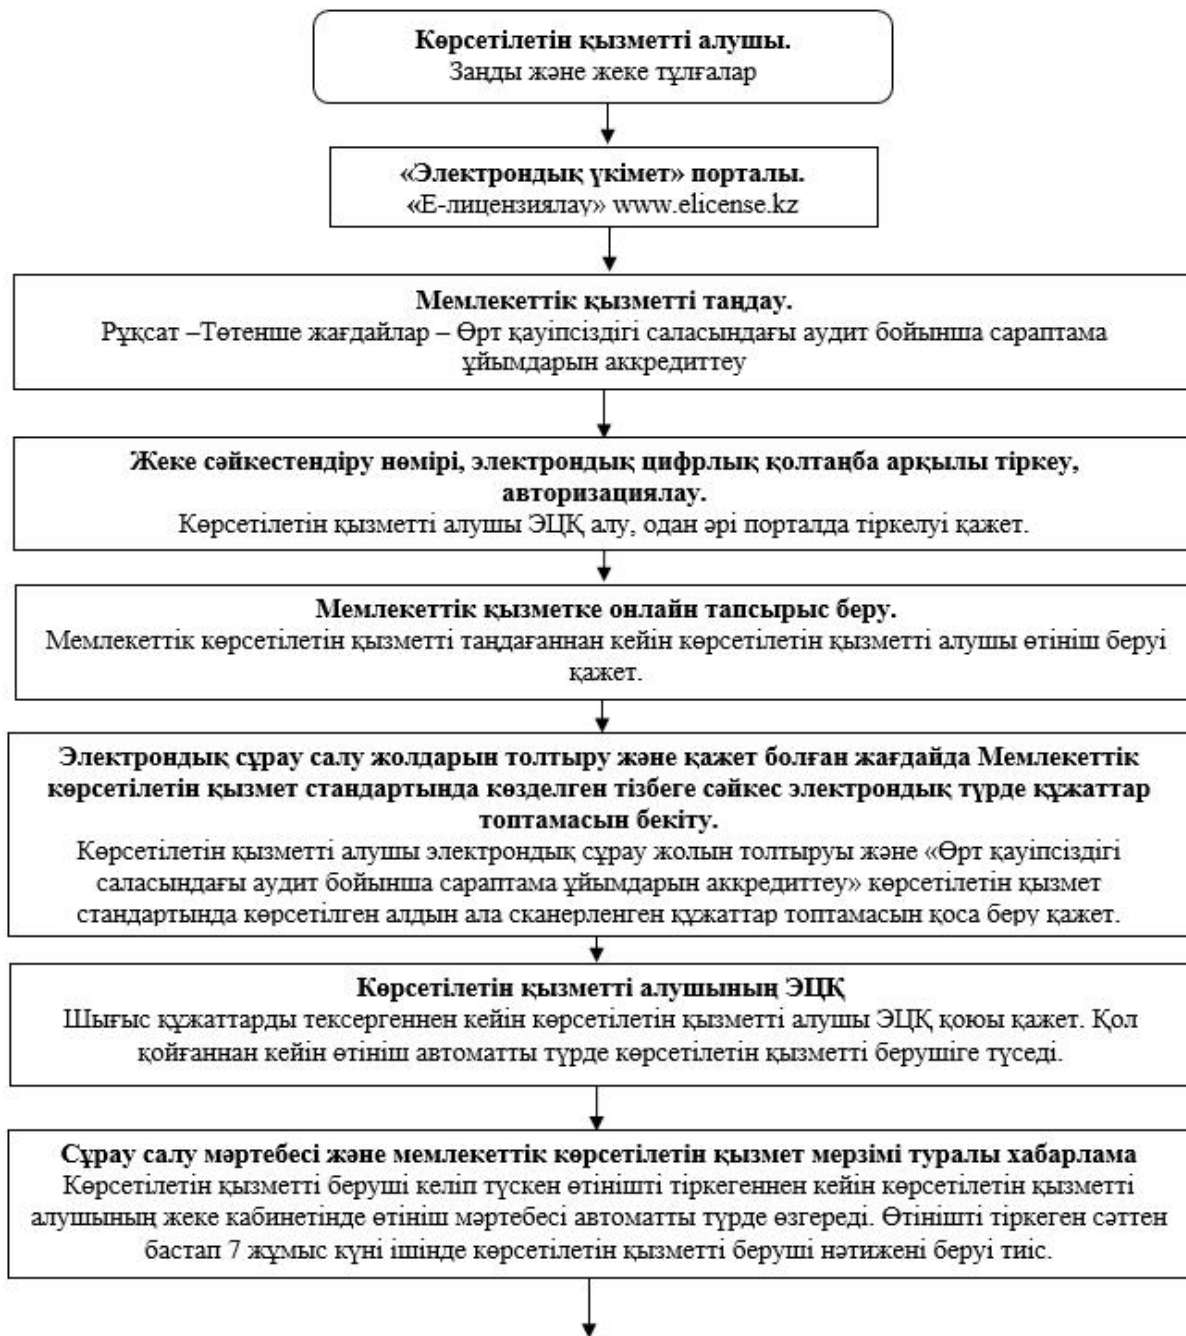 Көрсетілетін қызметті алушы.
Заңды және жеке тұлғалар
«Электрондық үкімет» порталы.
«Е-лицензиялау» www.elicense.kz
Мемлекеттік қызметті таңдау.
Рұқсат –Төтенше жағдайлар – Өрт қауіпсіздігі саласындағы аудит бойынша сараптама
ұйымдарын аккредиттеу
Жеке сәйкестендіру нөмірі, электрондық цифрлық қолтаңба арқылы тіркеу,
авторизациялау.
Көрсетілетін қызметті алушы ЭЦҚ алу, одан әрі порталда тіркелуі қажет.
Мемлекеттік қызметке онлайн тапсырыс беру.
Мемлекеттік көрсетілетін қызметті таңдағаннан кейін көрсетілетін қызметті алушы өтініш беруі
қажет.
Электрондық сұрау салу жолдарын толтыру және қажет болған жағдайда Мемлекеттік
көрсетілетін қызмет стандартында көзделген тізбеге сәйкес электрондық түрде құжаттар
топтамасын бекіту.
Көрсетілетін қызметті алушы электрондық сұрау жолын толтыруы және «Өрт қауіпсіздігі
саласындағы аудит бойынша сараптама ұйымдарын аккредиттеу» көрсетілетін қызмет
стандартында көрсетілген алдын ала сканерленген құжаттар топтамасын қоса беру қажет.
Көрсетілетін қызметті алушының ЭЦҚ
Шығыс құжаттарды тексергеннен кейін көрсетілетін қызметті алушы ЭЦҚ қоюы қажет. Қол
қойғаннан кейін өтініш автоматты түрде көрсетілетін қызметті берушіге түседі.
Сұрау салу мәртебесі және мемлекеттік көрсетілетін қызмет мерзімі туралы хабарлама
Көрсетілетін қызметті беруші келіп түскен өтінішті тіркегеннен кейін көрсетілетін қызметті
алушының жеке кабинетінде өтініш мәртебесі автоматты түрде өзгереді. Өтінішті тіркеген сәттен
бастап 7 жұмыс күні ішінде көрсетілетін қызметті беруші нәтижені беруі тиіс.